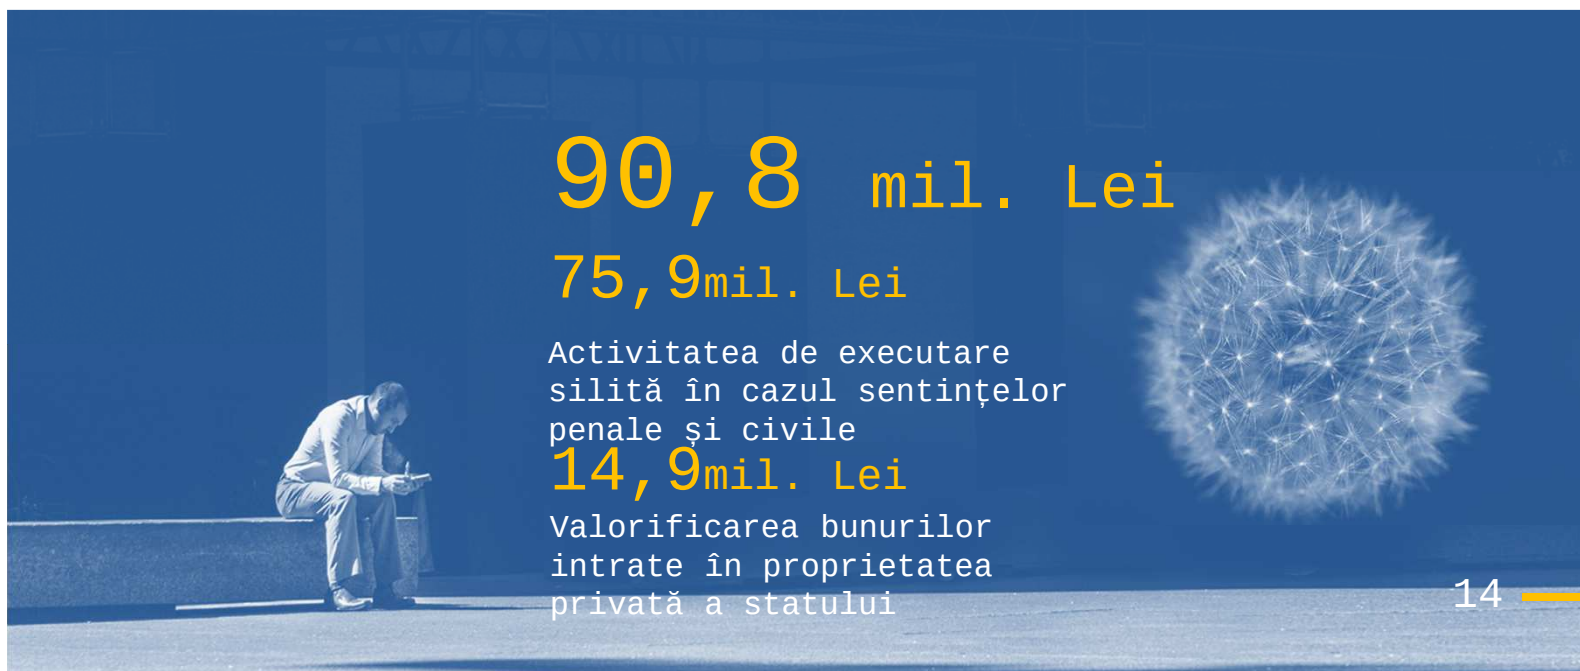 90,8 mil. Lei
75,9mil. Lei
Activitatea de executare
silită în cazul sentințelor
penale și civile
14,9mil. Lei
Valorificarea bunurilor
intrate în proprietatea
privată a statului
14